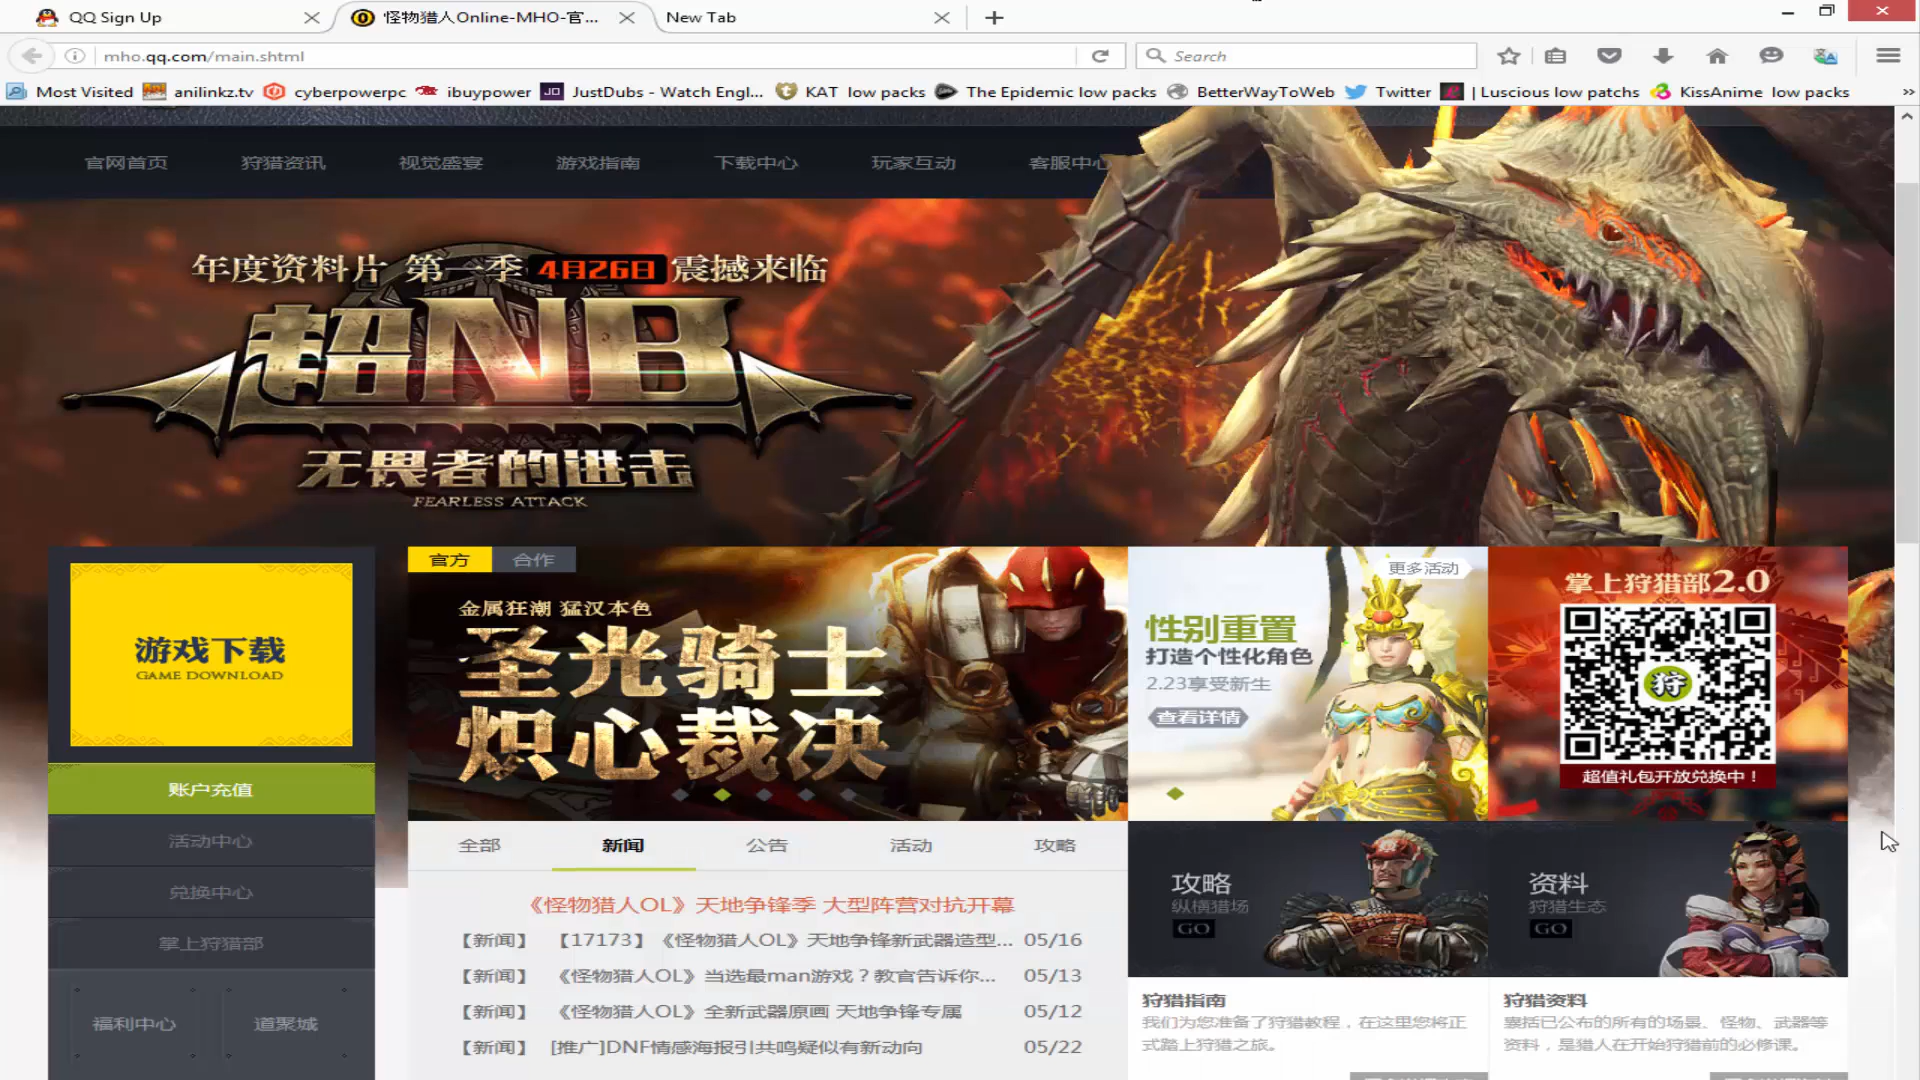 QQ Sign Up
怪物猎人Online-MHO-官...
New Tab
mho.qq.com/main.shtml
Search
Most Visited
anilinkz.tv
cyberpowerpc
ibuypower
JustDubs - Watch Engl...
KAT low packs
The Epidemic low packs
BetterWayToWeb
Twitter
| Luscious low patchs
KissAnime low packs
官网首页 狩猎资讯 视觉盛宴 游戏指南 下载中心 玩家互动 客服中心
年度资料片 第一季 4月26日 震撼来临
超NB
无畏者的进击
FEARLESS ATTACK
游戏下载
GAME DOWNLOAD
账户充值
活动中心
兑换中心
掌上狩猎部
福利中心 道聚城
官方 合作
金属狂潮 猛汉本色
圣光骑士
炽心裁决
更多活动
性别重置
打造个性化角色
2.23享受新生
查看详情
掌上狩猎部2.0
狩
超值礼包开放兑换中！
全部 新闻 公告 活动 攻略
《怪物猎人OL》天地争锋季 大型阵营对抗开幕
【新闻】 【17173】《怪物猎人OL》天地争锋新武器造型... 05/16
【新闻】 《怪物猎人OL》当选最man游戏？教官告诉你... 05/13
【新闻】 《怪物猎人OL》全新武器原画 天地争锋专属 05/12
【新闻】 [推广]DNF情感海报引共鸣疑似有新动向 05/22
攻略
纵横猎场
GO
资料
狩猎生态
GO
狩猎指南
我们为您准备了狩猎教程，在这里您将正
式踏上狩猎之旅。
狩猎资料
囊括已公布的所有的场景、怪物、武器等
资料，是猎人在开始狩猎前的必修课。